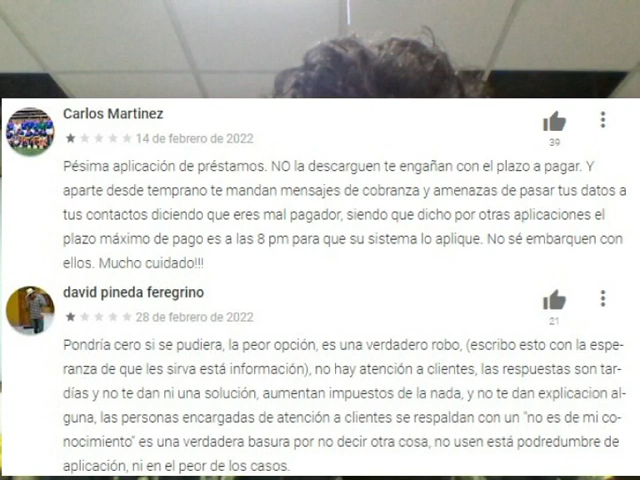 Carlos Martinez
14 de febrero de 2022
39
Pésima aplicación de préstamos. NO la descarguen te engañan con el plazo a pagar. Y
aparte desde temprano te mandan mensajes de cobranza y amenazas de pasar tus datos a
tus contactos diciendo que eres mal pagador, siendo que dicho por otras aplicaciones el
plazo máximo de pago es a las 8 pm para que su sistema lo aplique. No sé embarquen con
ellos. Mucho cuidado!!!
david pineda feregrino
28 de febrero de 2022
21
Pondría cero si se pudiera, la peor opción, es una verdadero robo, (escribo esto con la espe-
ranza de que les sirva está información), no hay atención a clientes, las respuestas son tar-
días y no te dan ni una solución, aumentan impuestos de la nada, y no te dan explicacion al-
guna, las personas encargadas de atención a clientes se respaldan con un "no es de mi co-
nocimiento" es una verdadera basura por no decir otra cosa, no usen está podredumbre de
aplicación, ni en el peor de los casos.